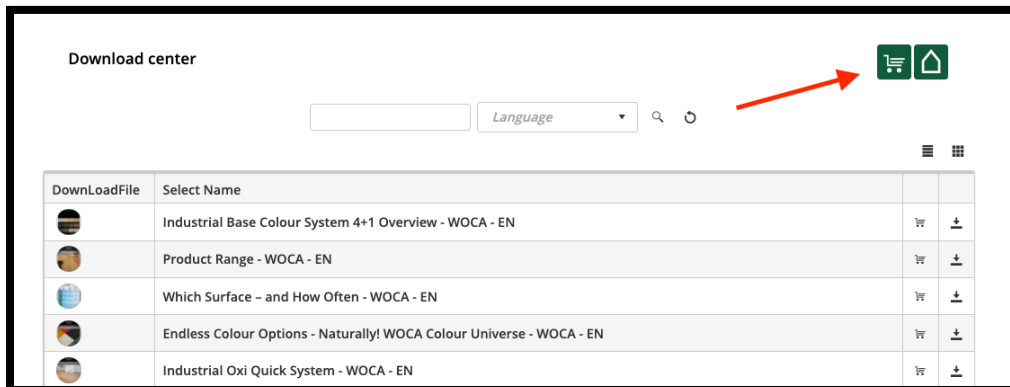 Download center
Language
DownLoadFile Select Name
Industrial Base Colour System 4+1 Overview - WOCA - EN
Product Range - WOCA - EN
Which Surface – and How Often - WOCA - EN
Endless Colour Options - Naturally! WOCA Colour Universe - WOCA - EN
Industrial Oxi Quick System - WOCA - EN